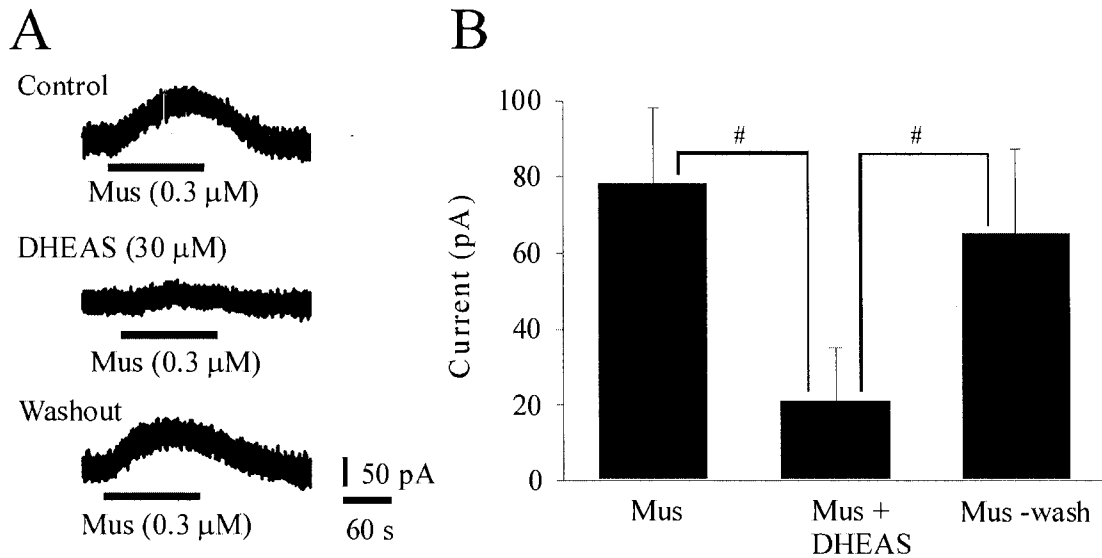 A
Control
Mus (0.3 μM)
DHEAS (30 μM)
Mus (0.3 μM)
Washout
Mus (0.3 μM)
50 pA
60 s
B
Current (pA)
100
80
60
40
20
0
#
#
Mus
Mus +
DHEAS
Mus -wash